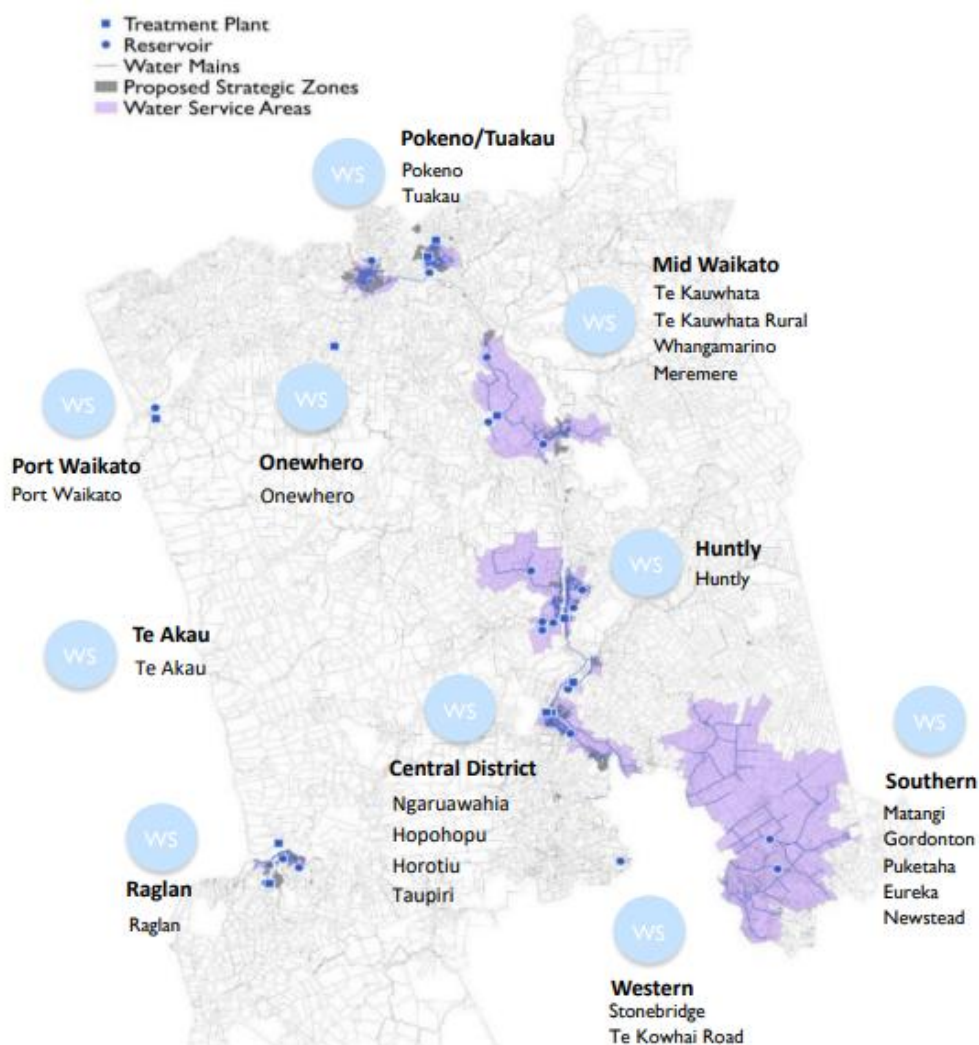 Treatment Plant
Reservoir
Water Mains
Proposed Strategic Zones
Water Service Areas
WS
Pokeno/Tuakau
Pokeno
Tuakau
WS
Mid Waikato
Te Kauwhata
Te Kauwhata Rural
Whangamarino
Meremere
WS
Port Waikato
Port Waikato
WS
Onewhero
Onewhero
WS
Huntly
Huntly
WS
Te Akau
Te Akau
WS
Central District
Ngaruawahia
Hopohopu
Horotiu
Taupiri
WS
Southern
Matangi
Gordonton
Puketaha
Eureka
Newstead
WS
Raglan
Raglan
WS
Western
Stonebridge
Te Kowhai Road